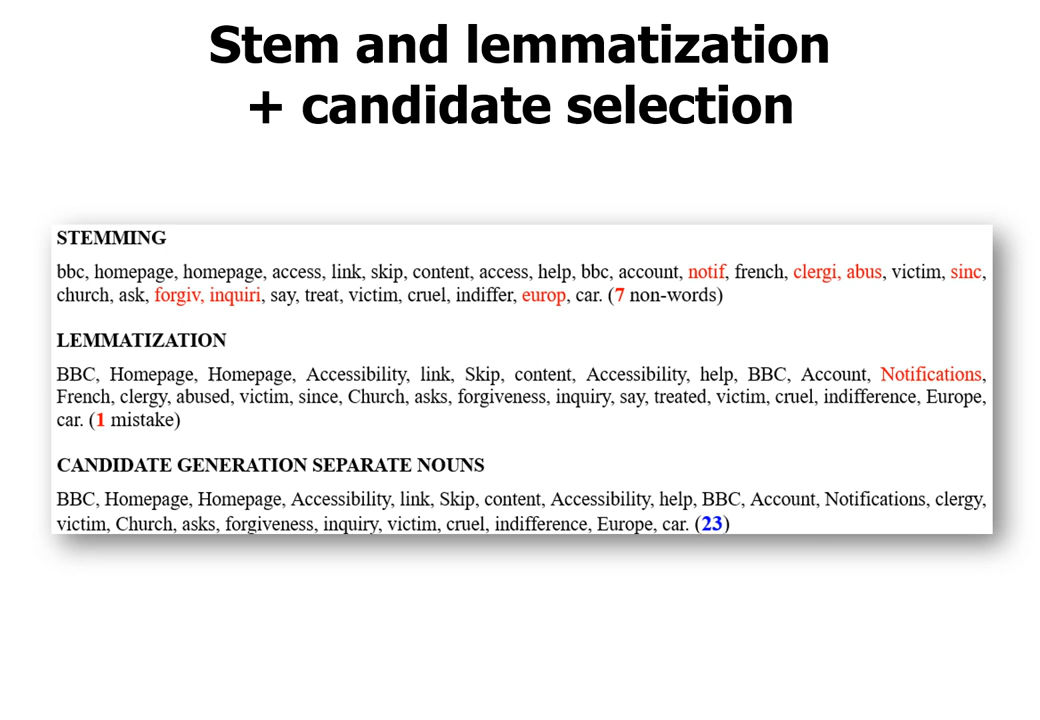 Stem and lemmatization
+ candidate selection
STEMMING
bbc, homepage, homepage, access, link, skip, content, access, help, bbc, account, notif, french, clergi, abus, victim, sinc,
church, ask, forgiv, inquiri, say, treat, victim, cruel, indiffer, europ, car. (7 non-words)
LEMMATIZATION
BBC, Homepage, Homepage, Accessibility, link, Skip, content, Accessibility, help, BBC, Account, Notifications,
French, clergy, abused, victim, since, Church, asks, forgiveness, inquiry, say, treated, victim, cruel, indifference, Europe,
car. (1 mistake)
CANDIDATE GENERATION SEPARATE NOUNS
BBC, Homepage, Homepage, Accessibility, link, Skip, content, Accessibility, help, BBC, Account, Notifications, clergy,
victim, Church, asks, forgiveness, inquiry, victim, cruel, indifference, Europe, car. (23)